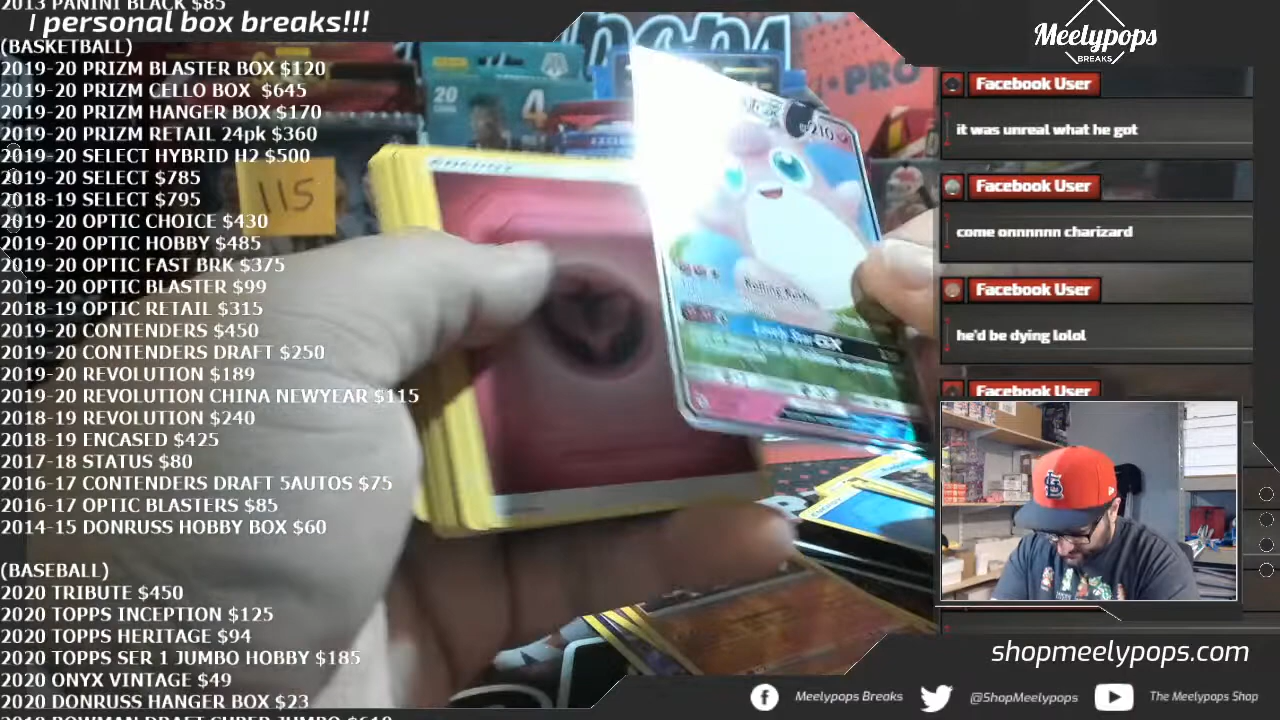 2013 PANINI BLACK $85
I personal box breaks!!!
(BASKETBALL)
2019-20 PRIZM BLASTER BOX $120
2019-20 PRIZM CELLO BOX $645
2019-20 PRIZM HANGER BOX $170
2019-20 PRIZM RETAIL 24pk $360
2019-20 SELECT HYBRID H2 $500
2019-20 SELECT $785
2018-19 SELECT $795
2019-20 OPTIC CHOICE $430
2019-20 OPTIC HOBBY $485
2019-20 OPTIC FAST BRK $375
2019-20 OPTIC BLASTER $99
2018-19 OPTIC RETAIL $315
2019-20 CONTENDERS $450
2019-20 CONTENDERS DRAFT $250
2019-20 REVOLUTION $189
2019-20 REVOLUTION CHINA NEWYEAR $115
2018-19 REVOLUTION $240
2018-19 ENCASED $425
2017-18 STATUS $80
2016-17 CONTENDERS DRAFT 5AUTOS $75
2016-17 OPTIC BLASTERS $85
2014-15 DONRUSS HOBBY BOX $60
(BASEBALL)
2020 TRIBUTE $450
2020 TOPPS INCEPTION $125
2020 TOPPS HERITAGE $94
2020 TOPPS SER 1 JUMBO HOBBY $185
2020 ONYX VINTAGE $49
2020 DONRUSS HANGER BOX $23
115
pops
20
4
PRO
210
GX
Meelypops
BREAKS
Facebook User
it was unreal what he got
Facebook User
come onnnnnn charizard
Facebook User
he'd be dying lolol
Facebook User
shopmeelypops.com
Meelypops Breaks
@ShopMeelypops
The Meelypops Shop